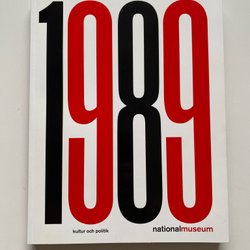 1989
kultur och politik
nationalmuseum